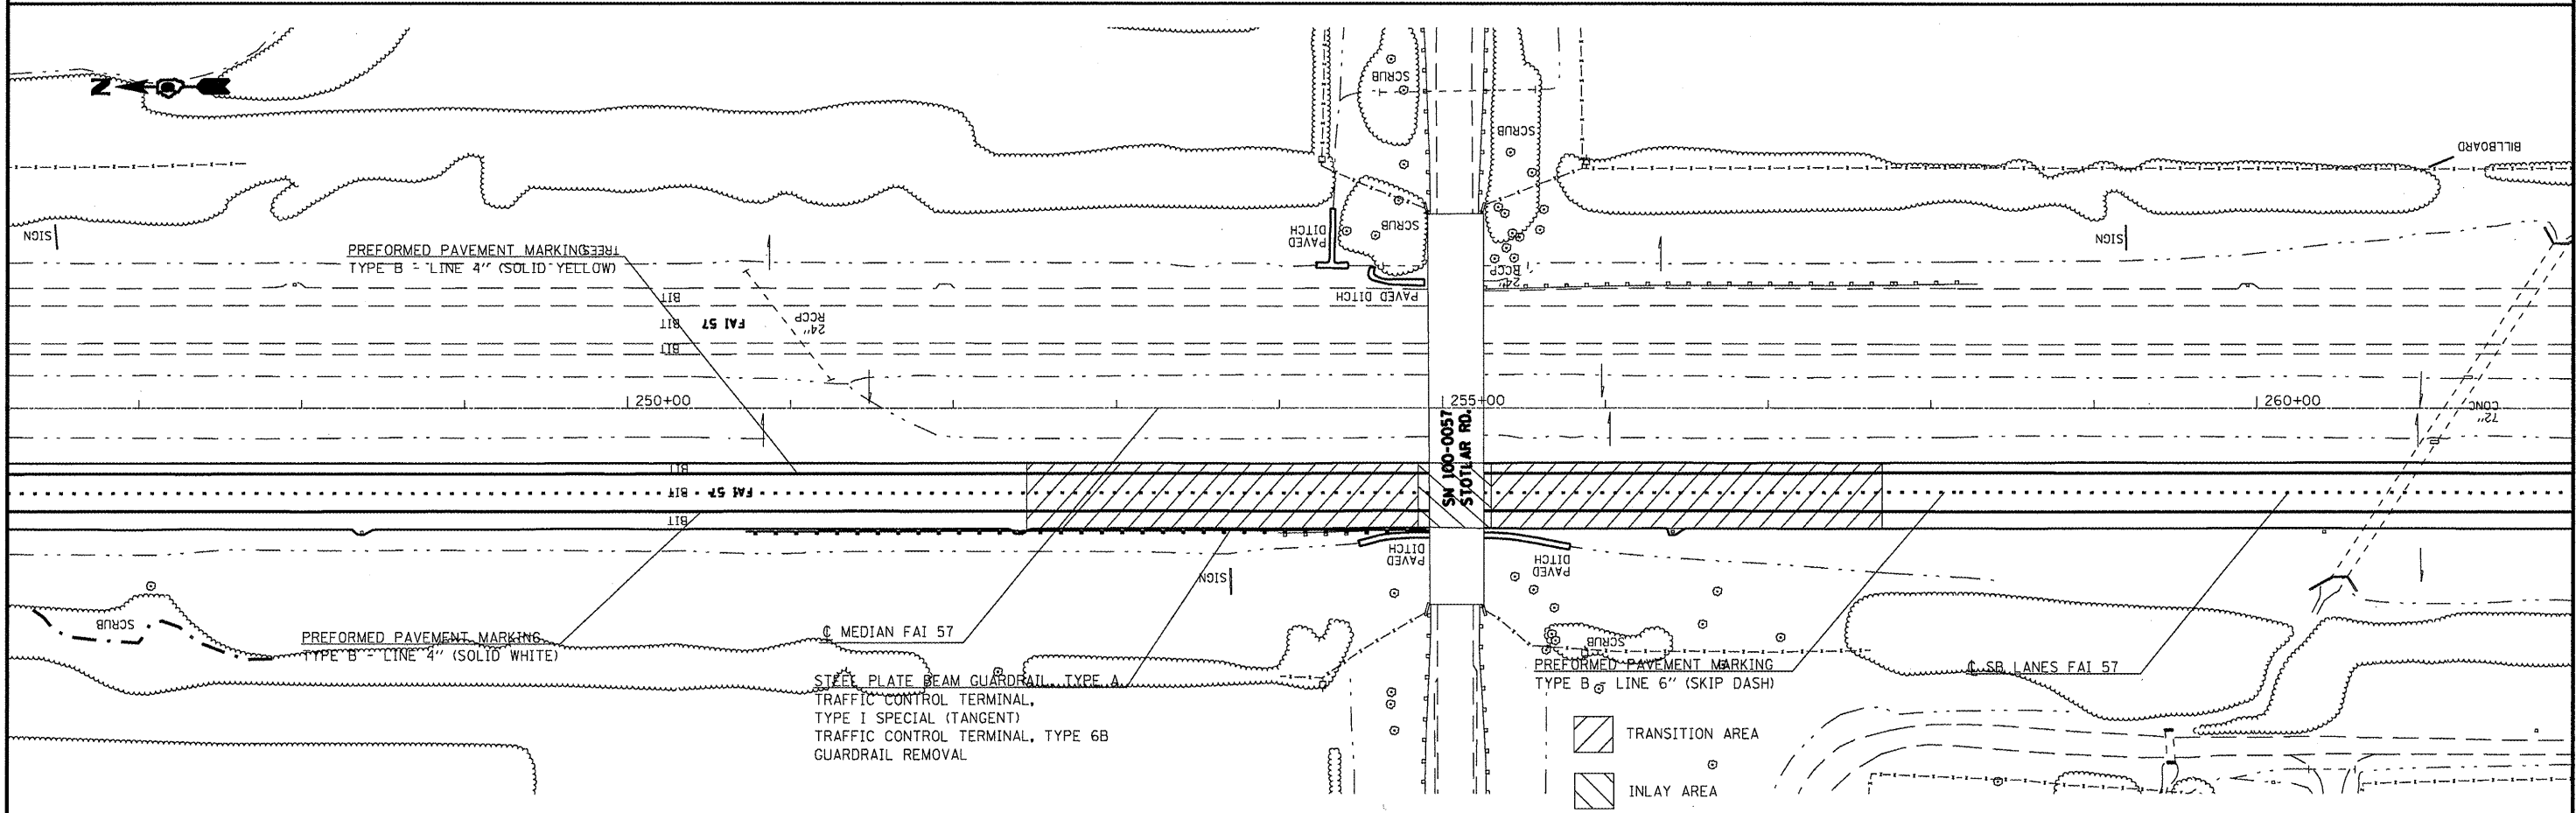 N
SCRUB
SCRUB
BILLBOARD
SIGN
PREFORMED PAVEMENT MARKING
TREES
TYPE B - LINE 4" (SOLID YELLOW)
PAVED
DITCH
SCRUB
24"
RCCP
SIGN
PAVED DITCH
BIT
BIT
FAI 57
24"
RCCP
BIT
250+00
255+00
260+00
72"
CONC
SN 100-0057
STOTLAR RD.
BIT
BIT
FAI 57
BIT
PAVED
DITCH
PAVED
DITCH
SIGN
SCRUB
PREFORMED PAVEMENT MARKING
TYPE B - LINE 4" (SOLID WHITE)
℄ MEDIAN FAI 57
STEEL PLATE BEAM GUARDRAIL, TYPE A
TRAFFIC CONTROL TERMINAL,
TYPE I SPECIAL (TANGENT)
TRAFFIC CONTROL TERMINAL, TYPE 6B
GUARDRAIL REMOVAL
SCRUB
PREFORMED PAVEMENT MARKING
TYPE B - LINE 6" (SKIP DASH)
℄ SB LANES FAI 57
TRANSITION AREA
INLAY AREA